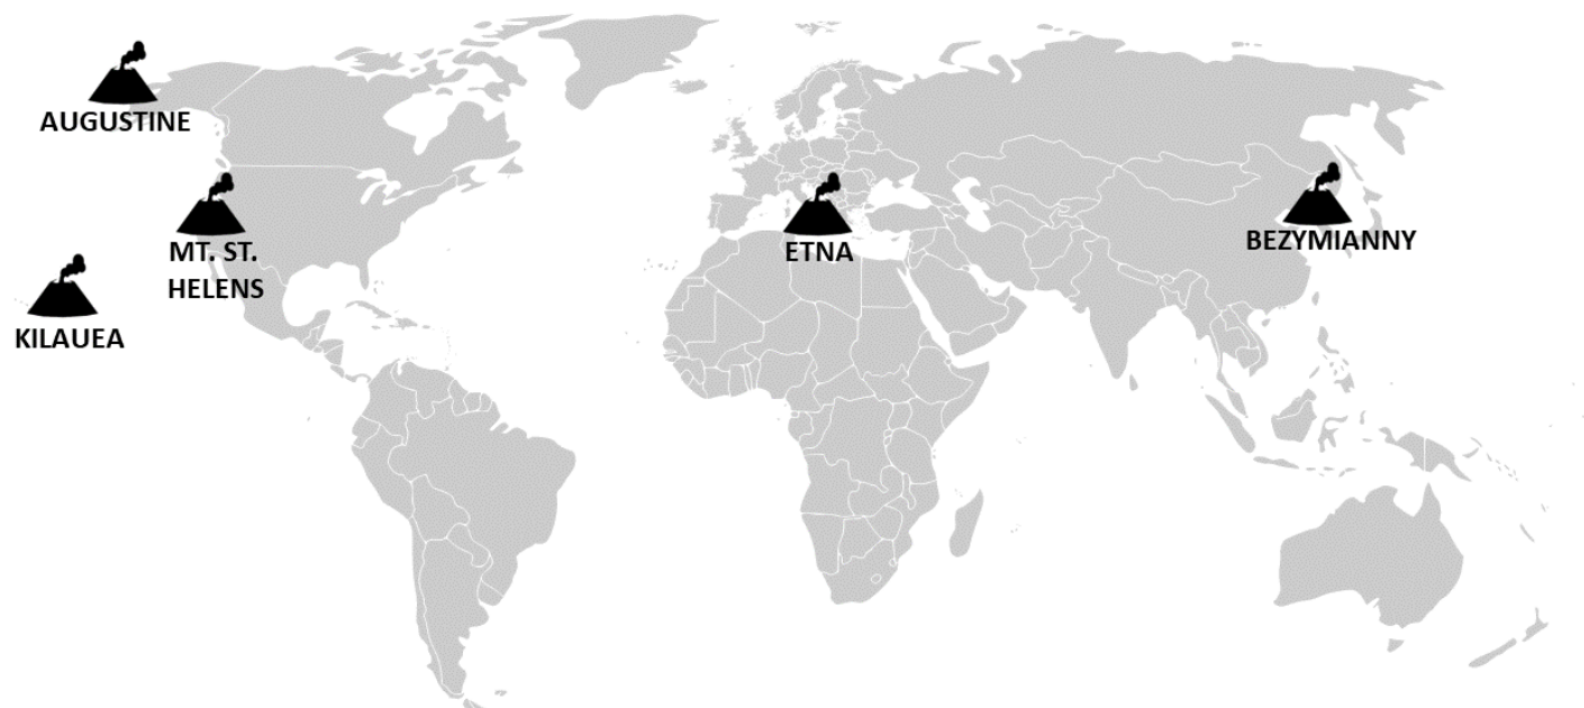 AUGUSTINE
MT. ST.
HELENS
ETNA
BEZYMIANNY
KILAUEA